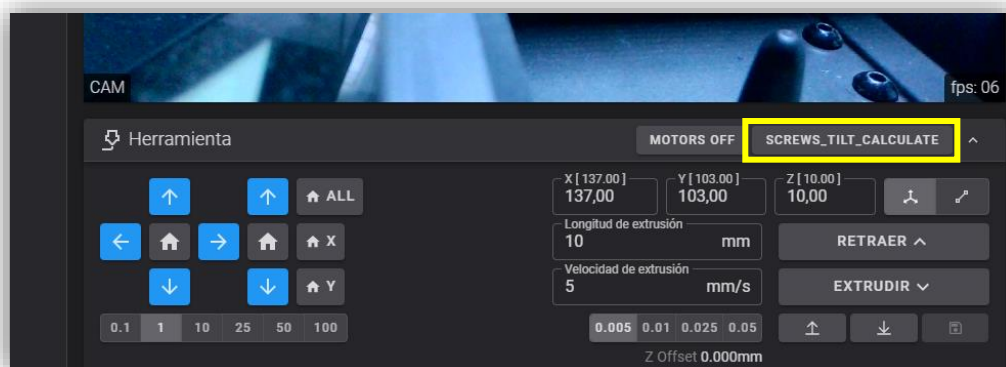 CAM
fps: 06
Herramienta
MOTORS OFF
SCREWS_TILT_CALCULATE
X [ 137.00 ]
137,00
Y [ 103.00 ]
103,00
Z [ 10.00 ]
10,00
ALL
Longitud de extrusión
10 mm
RETRAER
X
Velocidad de extrusión
5 mm/s
EXTRUDIR
Y
0.1 1 10 25 50 100
0.005 0.01 0.025 0.05
Z Offset 0.000mm